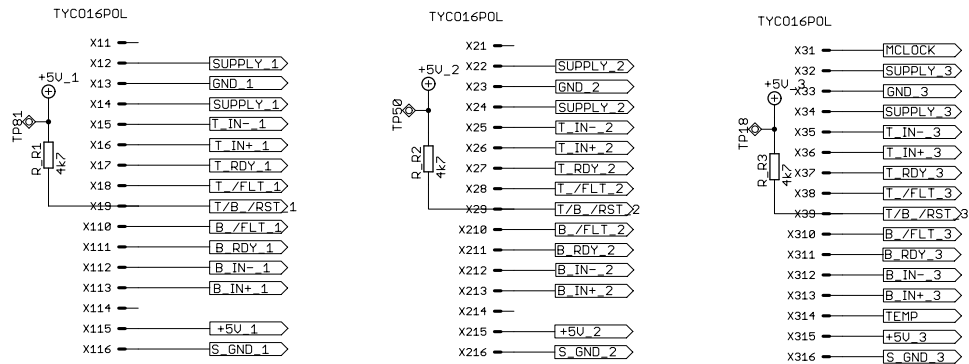 TYCO16POL
X11
X12 SUPPLY_1
+5V_1
X13 GND_1
X14 SUPPLY_1
TP81
X15 T_IN-_1
X16 T_IN+_1
R_R1
4k7
X17 T_RDY_1
X18 T_/FLT_1
X19 T/B_/RST_1
X110 B_/FLT_1
X111 B_RDY_1
X112 B_IN-_1
X113 B_IN+_1
X114
X115 +5V_1
X116 S_GND_1
TYCO16POL
X21
X22 SUPPLY_2
+5V_2
X23 GND_2
X24 SUPPLY_2
TP50
X25 T_IN-_2
X26 T_IN+_2
R_R2
4k7
X27 T_RDY_2
X28 T_/FLT_2
X29 T/B_/RST_2
X210 B_/FLT_2
X211 B_RDY_2
X212 B_IN-_2
X213 B_IN+_2
X214
X215 +5V_2
X216 S_GND_2
TYCO16POL
X31 MCLOCK
X32 SUPPLY_3
+5V_3
X33 GND_3
X34 SUPPLY_3
TP18
X35 T_IN-_3
X36 T_IN+_3
R_R3
4k7
X37 T_RDY_3
X38 T_/FLT_3
X39 T/B_/RST_3
X310 B_/FLT_3
X311 B_RDY_3
X312 B_IN-_3
X313 B_IN+_3
X314 TEMP
X315 +5V_3
X316 S_GND_3